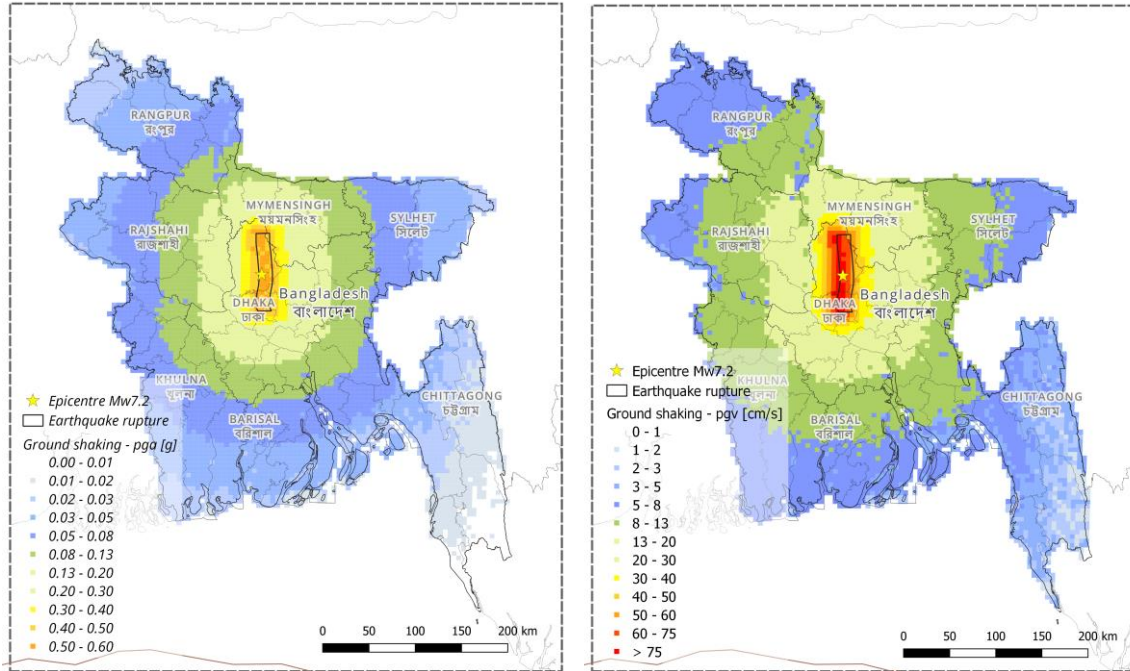 RANGPUR
রংপুর
MYMENSINGH
ময়মনসিংহ
SYLHET
সিলেট
RAJSHAHI
রাজশাহী
DHAKA
ঢাকা
Bangladesh
বাংলাদেশ
KHULNA
খুলনা
BARISAL
বরিশাল
CHITTAGONG
চট্টগ্রাম
Epicentre Mw7.2
Earthquake rupture
Ground shaking - pga [g]
0.00 - 0.01
0.01 - 0.02
0.02 - 0.03
0.03 - 0.05
0.05 - 0.08
0.08 - 0.13
0.13 - 0.20
0.20 - 0.30
0.30 - 0.40
0.40 - 0.50
0.50 - 0.60
0 50 100 150 200 km
RANGPUR
রংপুর
MYMENSINGH
ময়মনসিংহ
SYLHET
সিলেট
RAJSHAHI
রাজশাহী
DHAKA
ঢাকা
Bangladesh
বাংলাদেশ
KHULNA
খুলনা
BARISAL
বরিশাল
CHITTAGONG
চট্টগ্রাম
Epicentre Mw7.2
Earthquake rupture
Ground shaking - pgv [cm/s]
0 - 1
1 - 2
2 - 3
3 - 5
5 - 8
8 - 13
13 - 20
20 - 30
30 - 40
40 - 50
50 - 60
60 - 75
> 75
0 50 100 150 200 km